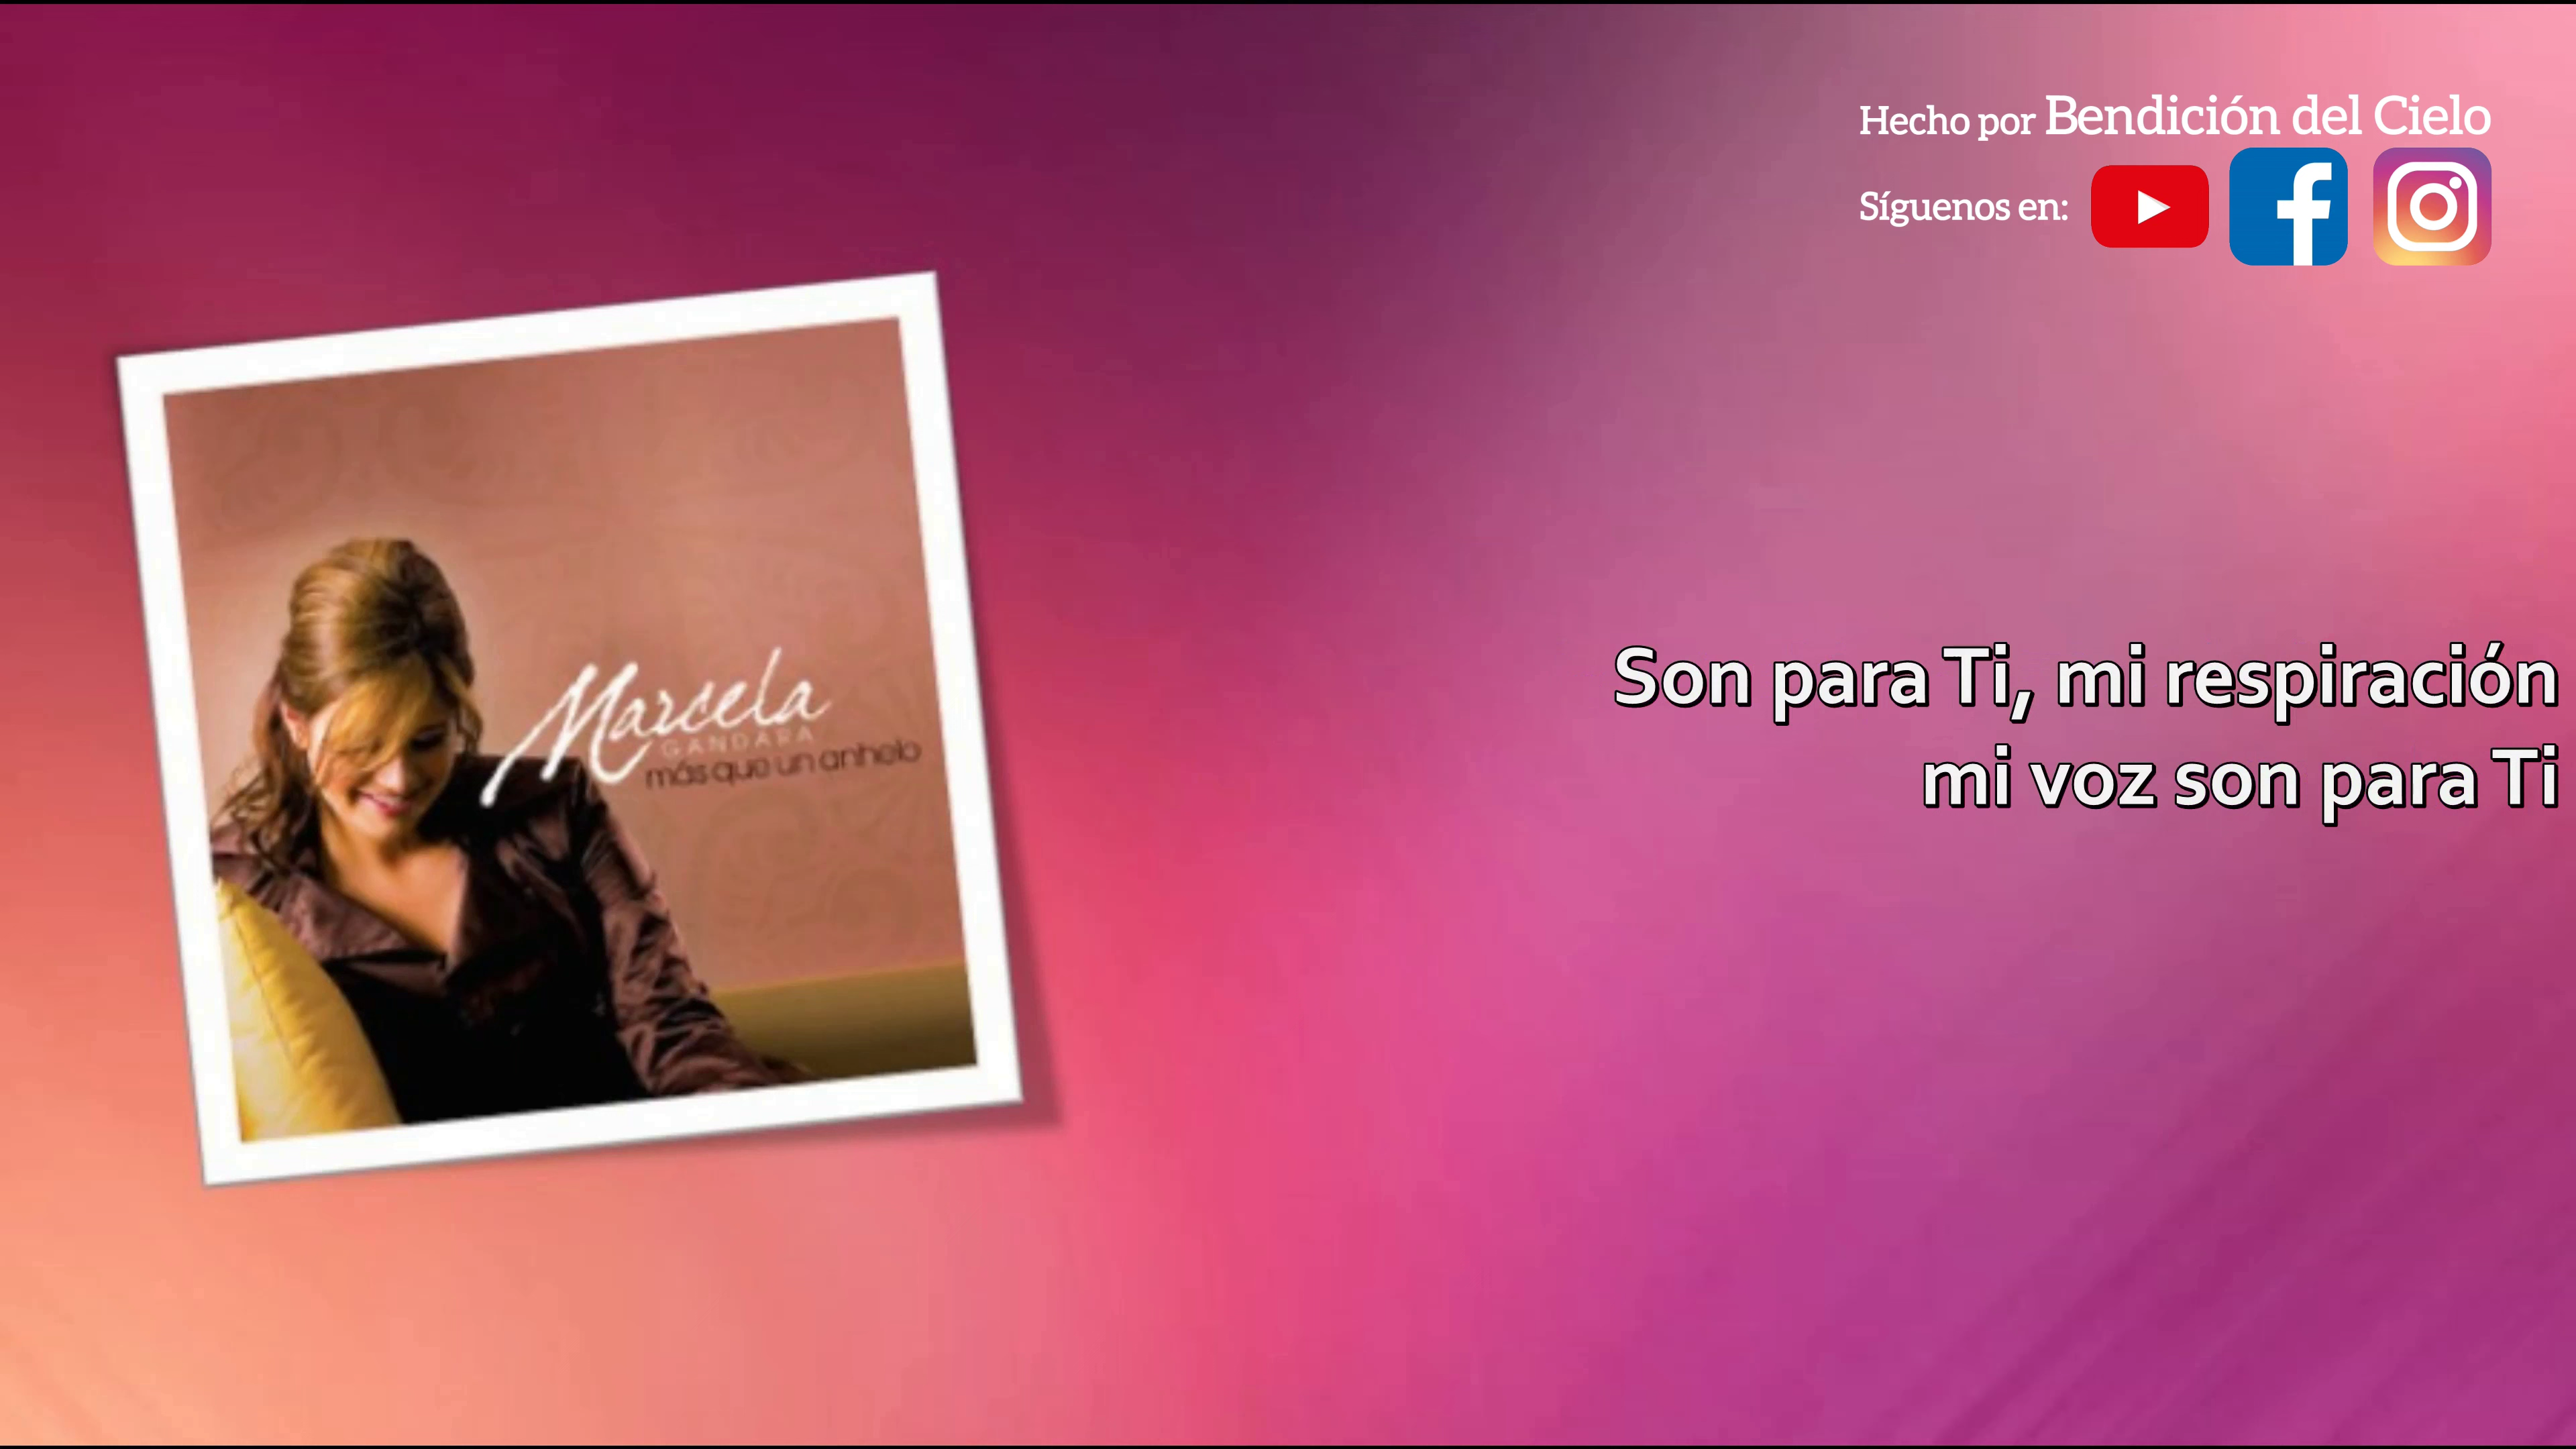 Hecho por Bendición del Cielo
Síguenos en:
Marcela
GANDARA
más que un anhelo
Son para Ti, mi respiración
mi voz son para Ti